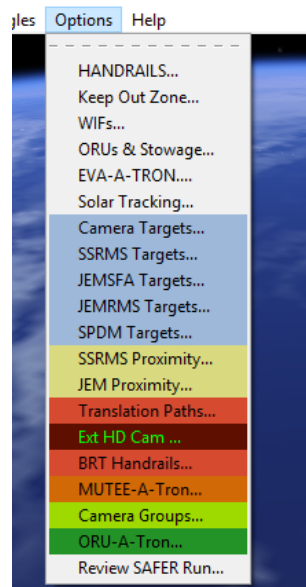 gles Options Help
HANDRAILS...
Keep Out Zone...
WIFs...
ORUs & Stowage...
EVA-A-TRON....
Solar Tracking...
Camera Targets...
SSRMS Targets...
JEMSFA Targets...
JEMRMS Targets...
SPDM Targets...
SSRMS Proximity...
JEM Proximity...
Translation Paths...
Ext HD Cam ...
BRT Handrails...
MUTEE-A-Tron...
Camera Groups...
ORU-A-Tron...
Review SAFER Run...